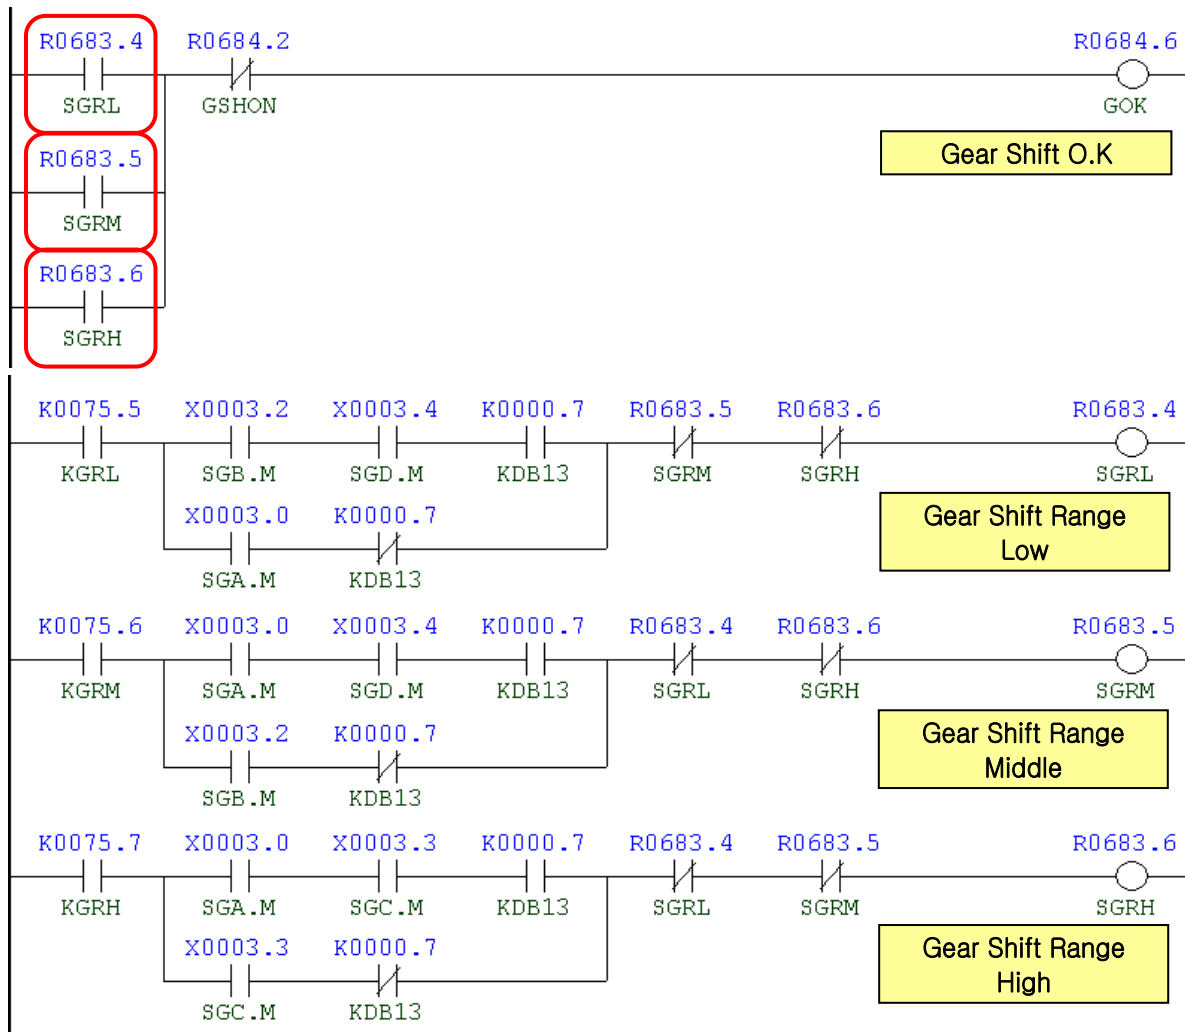 R0683.4 R0684.2 R0684.6
SGRL GSHON GOK
Gear Shift O.K
R0683.5
SGRM
R0683.6
SGRH
K0075.5 X0003.2 X0003.4 K0000.7 R0683.5 R0683.6 R0683.4
KGRL SGB.M SGD.M KDB13 SGRM SGRH SGRL
X0003.0 K0000.7
SGA.M KDB13
Gear Shift Range
Low
K0075.6 X0003.0 X0003.4 K0000.7 R0683.4 R0683.6 R0683.5
KGRM SGA.M SGD.M KDB13 SGRL SGRH SGRM
X0003.2 K0000.7
SGB.M KDB13
Gear Shift Range
Middle
K0075.7 X0003.0 X0003.3 K0000.7 R0683.4 R0683.5 R0683.6
KGRH SGA.M SGC.M KDB13 SGRL SGRM SGRH
X0003.3 K0000.7
SGC.M KDB13
Gear Shift Range
High